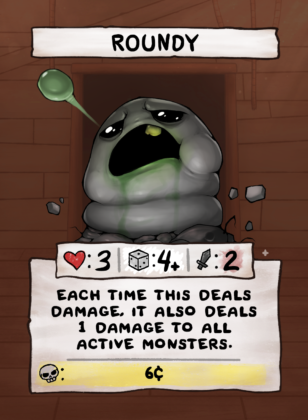 ROUNDY
:3 :4+ :2
EACH TIME THIS DEALS
DAMAGE, IT ALSO DEALS
1 DAMAGE TO ALL
ACTIVE MONSTERS.
: 6¢